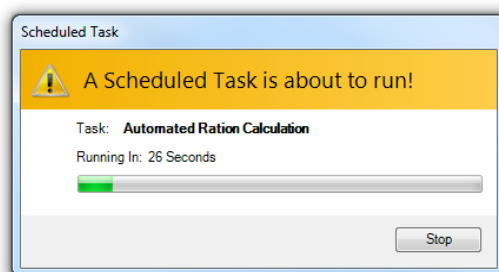 Scheduled Task
A Scheduled Task is about to run!
Task: Automated Ration Calculation
Running In: 26 Seconds
Stop